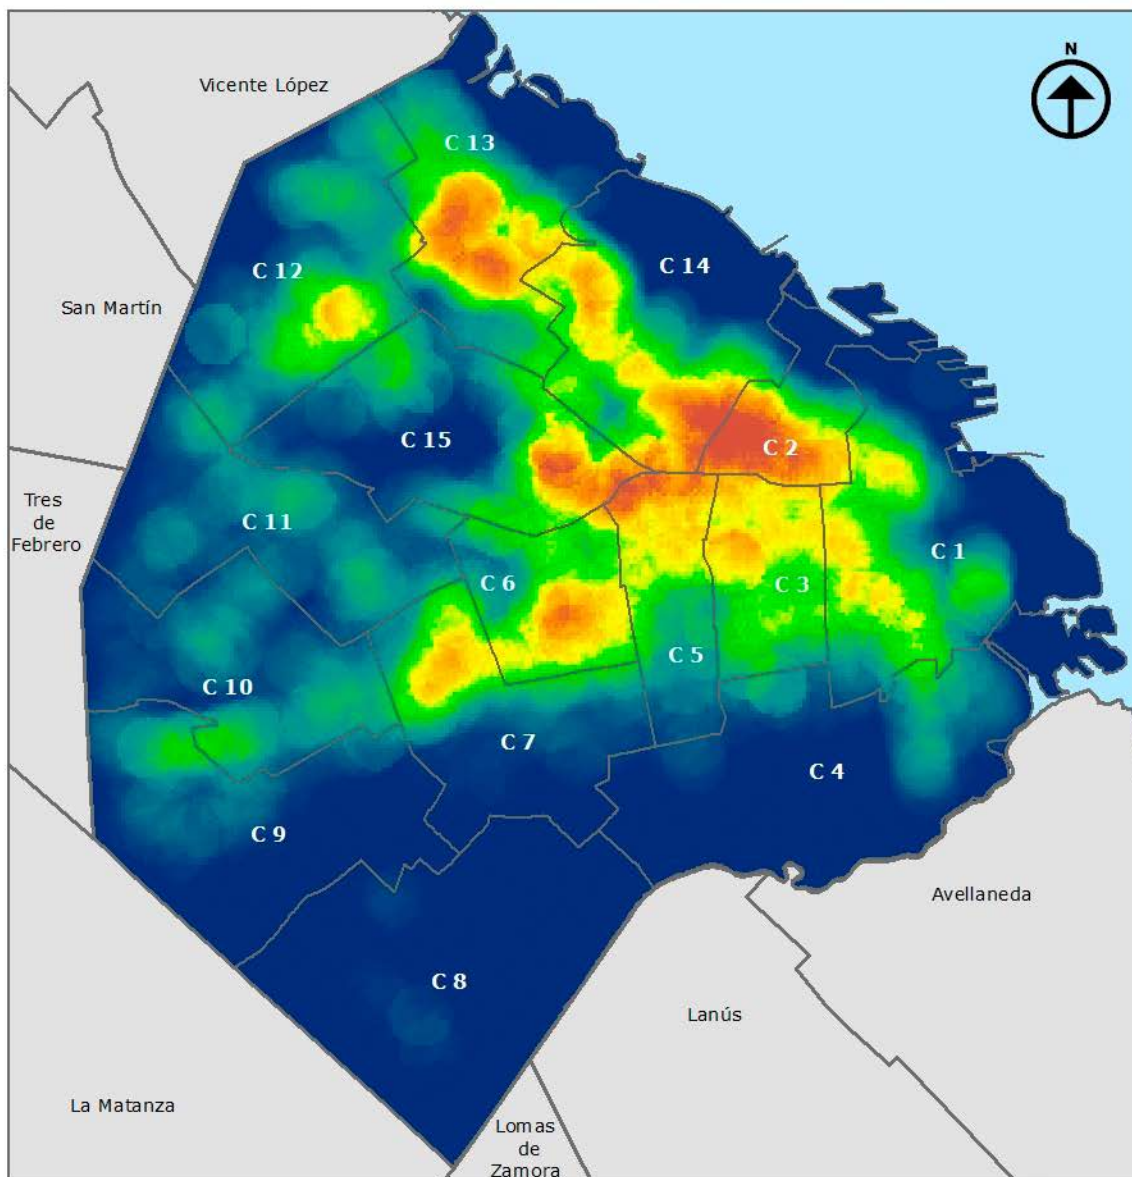 N
Vicente López
C 13
C 14
C 12
San Martín
C 15
C 2
Tres
de
Febrero
C 11
C 1
C 6
C 3
C 5
C 10
C 7
C 4
C 9
Avellaneda
C 8
Lanús
La Matanza
Lomas
de
Zamora